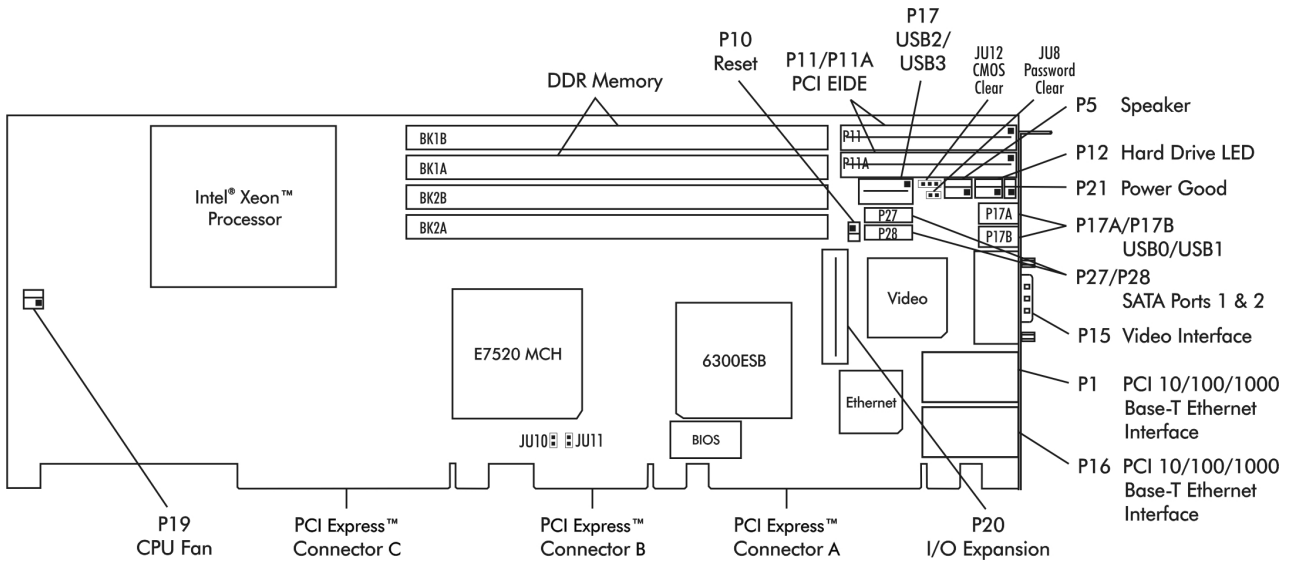 P17
USB2/
USB3
P10
Reset
P11/P11A
PCI EIDE
JU12
CMOS
Clear
JU8
Password
Clear
DDR Memory
P5 Speaker
P12 Hard Drive LED
P21 Power Good
P17A/P17B
USB0/USB1
P27/P28
SATA Ports 1 & 2
P15 Video Interface
P1 PCI 10/100/1000
Base-T Ethernet
Interface
P16 PCI 10/100/1000
Base-T Ethernet
Interface
BK1B
BK1A
BK2B
BK2A
P11
P11A
P27
P28
P17A
P17B
Intel® Xeon™
Processor
Video
E7520 MCH
6300ESB
Ethernet
BIOS
JU10
JU11
P19
CPU Fan
PCI Express™
Connector C
PCI Express™
Connector B
PCI Express™
Connector A
P20
I/O Expansion